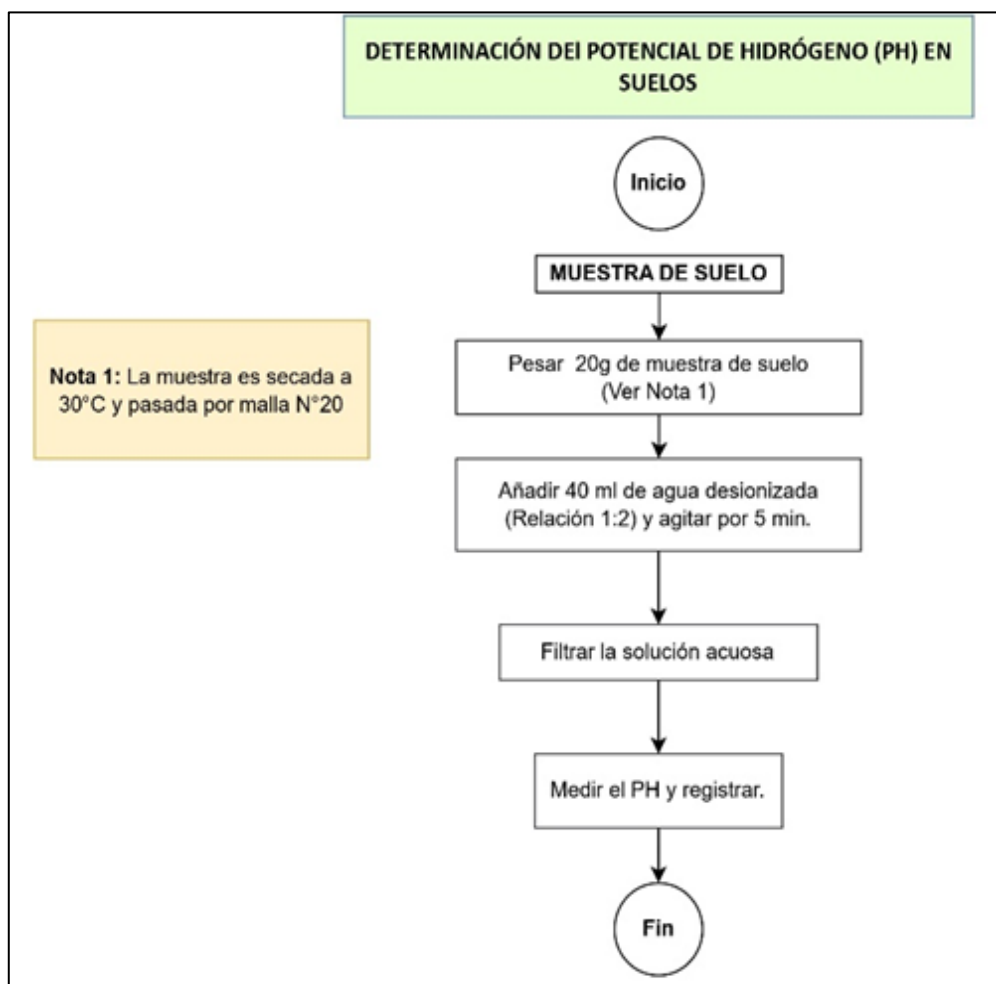 DETERMINACIÓN DEl POTENCIAL DE HIDRÓGENO (PH) EN
SUELOS
Inicio
MUESTRA DE SUELO
Nota 1: La muestra es secada a
30°C y pasada por malla N°20
Pesar 20g de muestra de suelo
(Ver Nota 1)
Añadir 40 ml de agua desionizada
(Relación 1:2) y agitar por 5 min.
Filtrar la solución acuosa
Medir el PH y registrar.
Fin